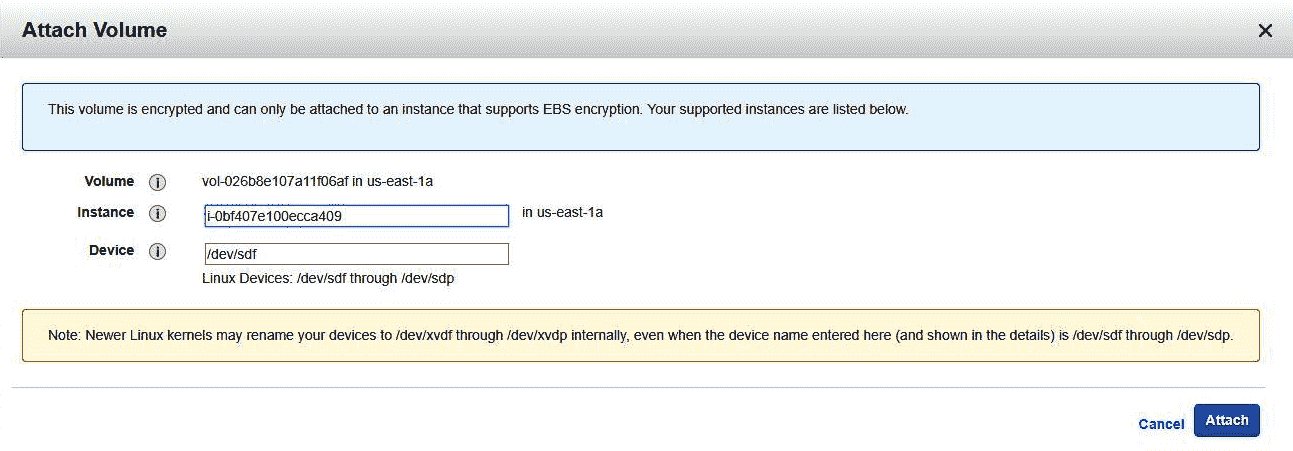 Attach Volume
This volume is encrypted and can only be attached to an instance that supports EBS encryption. Your supported instances are listed below.
Volume vol-026b8e107a11f06af in us-east-1a
Instance i-0bf407e100ecca409 in us-east-1a
Device /dev/sdf
Linux Devices: /dev/sdf through /dev/sdp
Note: Newer Linux kernels may rename your devices to /dev/xvdf through /dev/xvdp internally, even when the device name entered here (and shown in the details) is /dev/sdf through /dev/sdp.
Cancel Attach